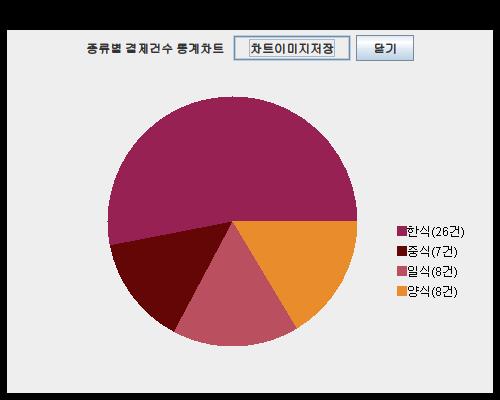 종류별 결제건수 통계차트 차트이미지저장 닫기
한식(26건)
중식(7건)
일식(8건)
양식(8건)